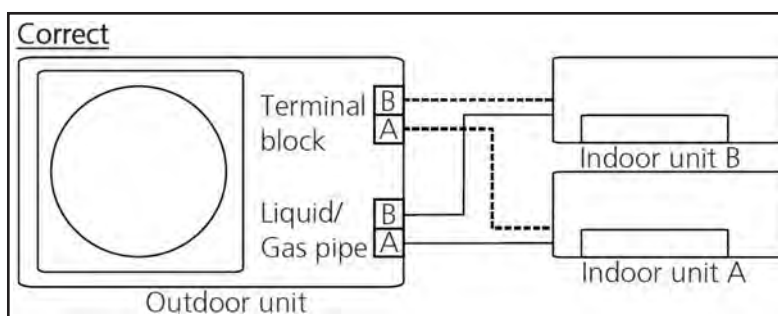 Correct
Terminal
block
B
A
Liquid/
Gas pipe
B
A
Outdoor unit
Indoor unit B
Indoor unit A